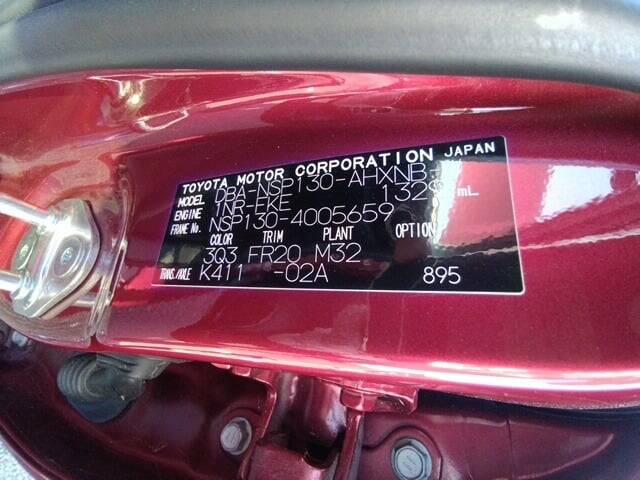 TOYOTA MOTOR CORPORATION JAPAN
MODEL DBA-NSP130-AHXNB
ENGINE 1NR-FKE 1329 mL
FRAME No. NSP130-4005659
COLOR TRIM PLANT OPTION
3Q3 FR20 M32
TRANS./AXLE K411 -02A 895